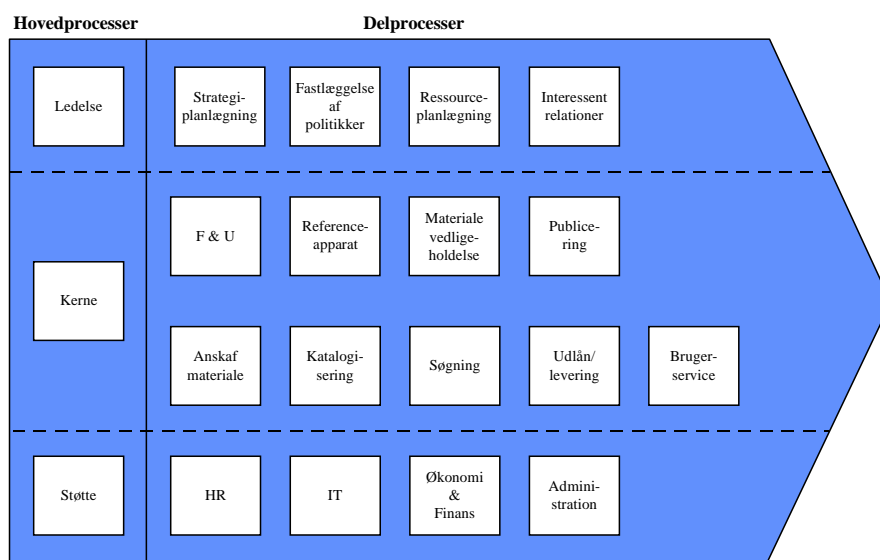 Hovedprocesser
Delprocesser
Ledelse
Strategi-
planlægning
Fastlæggelse
af
politikker
Ressource-
planlægning
Interessent
relationer
Kerne
F & U
Reference-
apparat
Materiale
vedlige-
holdelse
Publice-
ring
Anskaf
materiale
Katalogi-
sering
Søgning
Udlån/
levering
Bruger-
service
Støtte
HR
IT
Økonomi
&
Finans
Admini-
stration